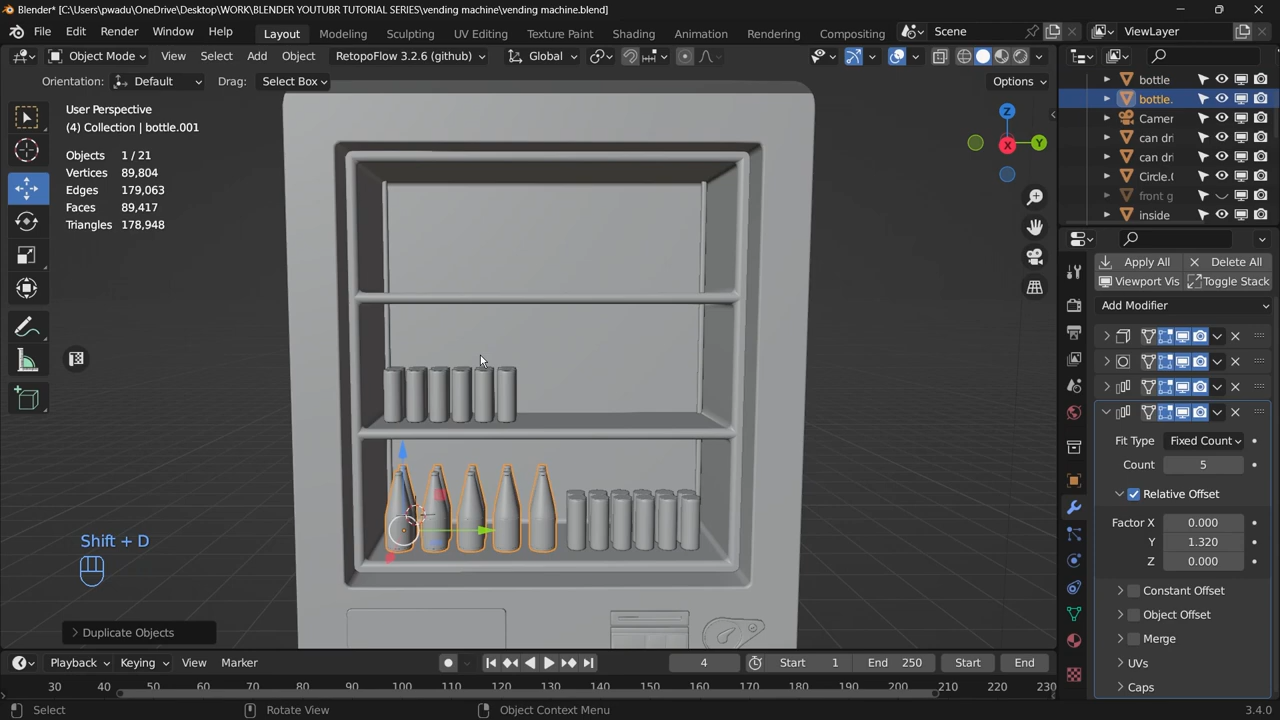 Blender* [C:\Users\pwadu\OneDrive\Desktop\WORK\BLENDER YOUTUBR TUTORIAL SERIES\vending machine\vending machine.blend]
File Edit Render Window Help Layout Modeling Sculpting UV Editing Texture Paint Shading Animation Rendering Compositing Scene ViewLayer
Object Mode View Select Add Object RetopoFlow 3.2.6 (github) Global
Orientation: Default Drag: Select Box Options
User Perspective
(4) Collection | bottle.001
Objects 1 / 21
Vertices 89,804
Edges 179,063
Faces 89,417
Triangles 178,948
Z
X
Y
bottle
bottle.
Camer
can dri
can dri
Circle.(
front g
inside
Apply All Delete All
Viewport Vis Toggle Stack
Add Modifier
Fit Type Fixed Count
Count 5
Relative Offset
Factor X 0.000
Y 1.320
Z 0.000
Constant Offset
Object Offset
Merge
UVs
Caps
Shift + D
Duplicate Objects
Playback Keying View Marker 4 Start 1 End 250 Start End
30 40 50 60 70 80 90 100 110 120 130 140 150 160 170 180 190 200 210 220 230
Select Rotate View Object Context Menu 3.4.0